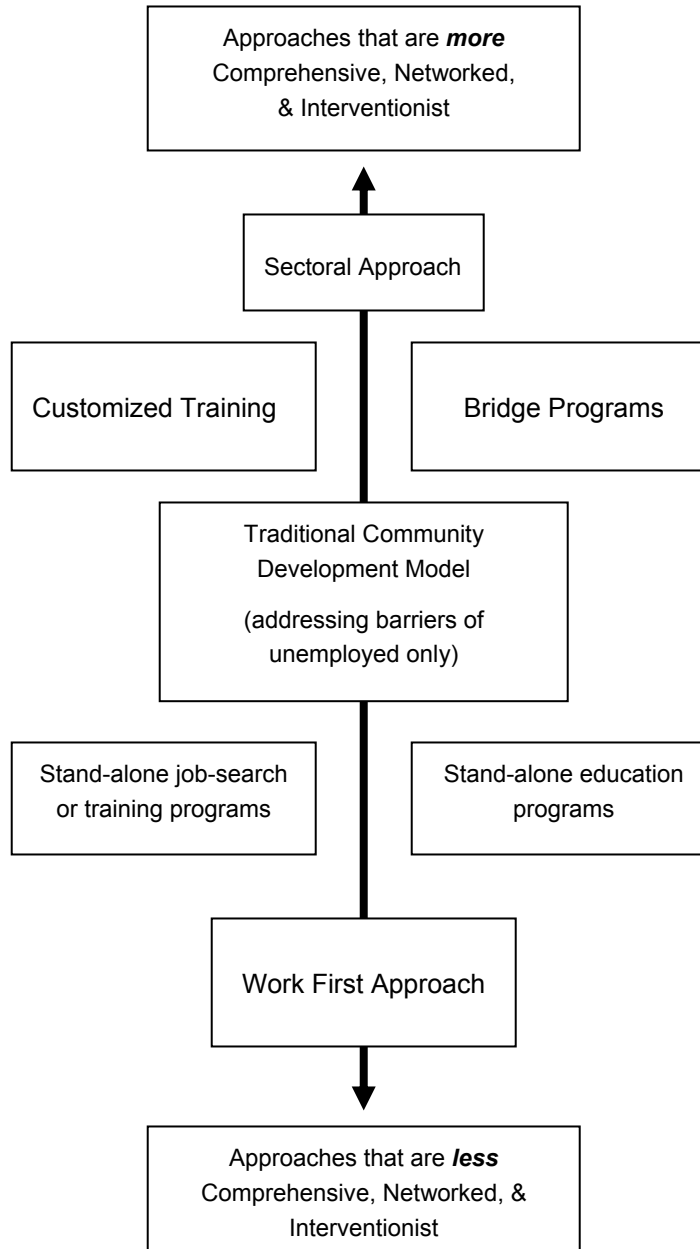 Approaches that are more
Comprehensive, Networked,
& Interventionist
Sectoral Approach
Customized Training
Bridge Programs
Traditional Community
Development Model
(addressing barriers of
unemployed only)
Stand-alone job-search
or training programs
Stand-alone education
programs
Work First Approach
Approaches that are less
Comprehensive, Networked, &
Interventionist